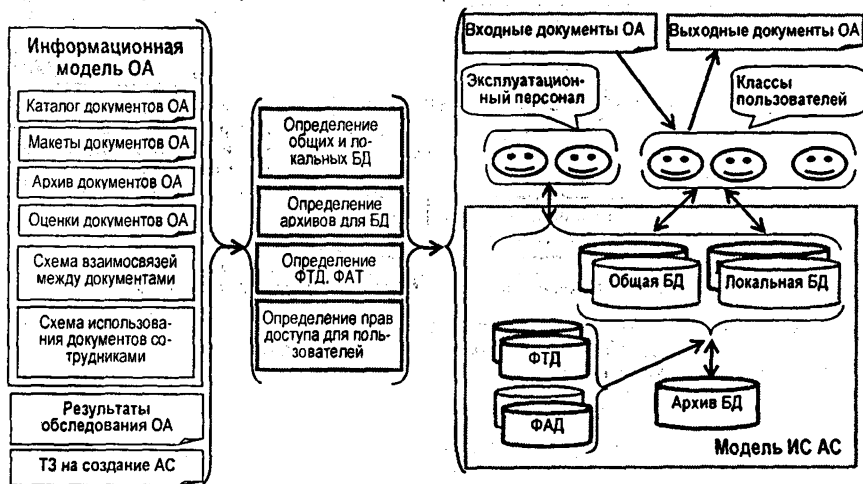 Информационная
модель ОА
Каталог документов ОА
Макеты документов ОА
Архив документов ОА
Оценки документов ОА
Схема взаимосвязей
между документами
Схема использова-
ния документов со-
трудниками
Результаты
обследования ОА
ТЗ на создание АС
Определение
общих и ло-
кальных БД
Определение
архивов для БД
Определение
ФТД, ФАТ
Определение прав
доступа для поль-
зователей
Входные документы ОА
Выходные документы ОА
Эксплуатацион-
ный персонал
Классы
пользователей
Общая БД
Локальная БД
ФТД
ФАД
Архив БД
Модель ИС АС